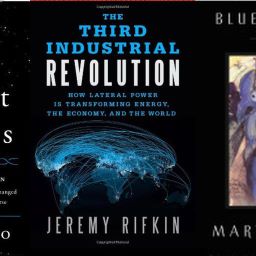 THE
THIRD
INDUSTRIAL
REVOLUTION
HOW LATERAL POWER
IS TRANSFORMING ENERGY,
THE ECONOMY, AND THE WORLD
JEREMY RIFKIN
BLUE
MAR